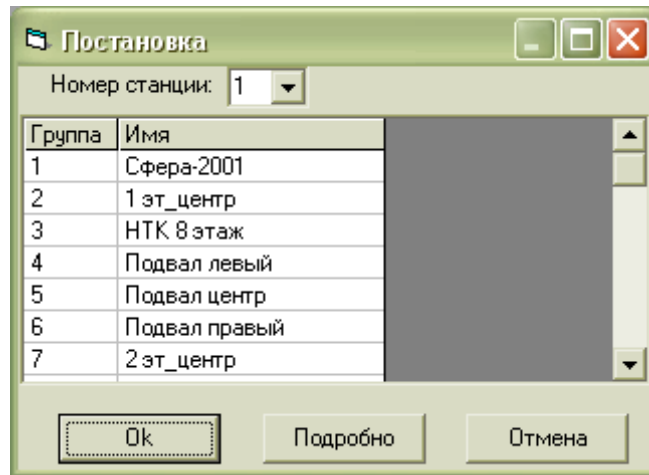 Постановка
Номер станции: 1
Группа Имя
1 Сфера-2001
2 1 эт_центр
3 НТК 8 этаж
4 Подвал левый
5 Подвал центр
6 Подвал правый
7 2 эт_центр
Ok Подробно Отмена